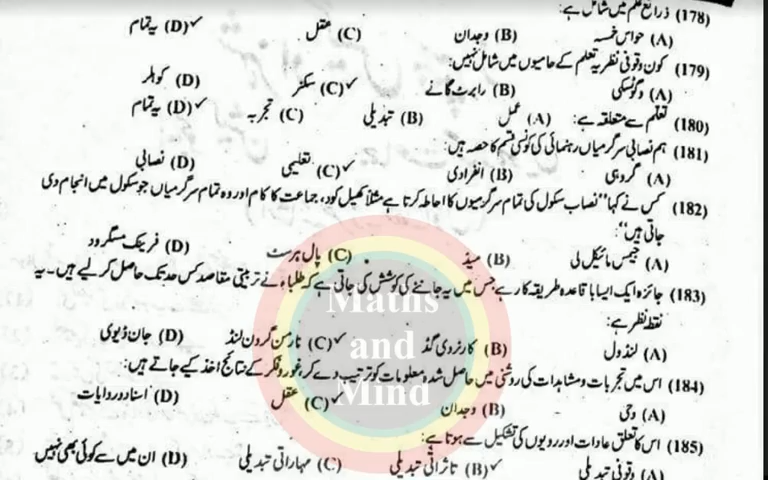 (178) ذرائع علم میں شامل ہے:
(A) حواس خمسہ (B) وجدان (C) عقل (D)✓ یہ تمام
(179) کون وقوفی نظریہ تعلم کے حامیوں میں شامل نہیں:
(A) وگوٹسکی (B) رابرٹ گانے (C)✓ سکنر (D) کوہلر
(180) تعلم سے متعلقہ ہے: (A) عمل (B) تبدیلی (C) تجربہ (D)✓ یہ تمام
(181) ہم نصابی سرگرمیاں رہنمائی کی کونسی قسم کا حصہ ہیں:
(A) گروہی (B) انفرادی (C)✓ تعلیمی (D) نصابی
(182) کس نے کہا "نصاب سکول کی تمام سرگرمیوں کا احاطہ کرتا ہے مثلاً کھیل کود، جماعت کا کام اور وہ تمام سرگرمیاں جو سکول میں انجام دی
جاتی ہیں":
(A) جیمس مائیکل لی (B) میڈ (C) پال ہرسٹ (D) فرینک مسگرود
(183) جائزہ ایک ایسا باقاعدہ طریقہ کار ہے جس میں یہ جاننے کی کوشش کی جاتی ہے کہ طلباء نے تربیتی مقاصد کس حد تک حاصل کر لیے ہیں۔ یہ
نقطہ نظر ہے:
(A) لنڈول (B) کارٹروی گڈ (C)✓ نارمن گرون لنڈ (D) جان ڈیوی
(184) اس میں تجربات و مشاہدات کی روشنی میں حاصل شدہ معلومات کو ترتیب دے کر غور و فکر کے نتائج اخذ کیے جاتے ہیں:
(A) وحی (B) وجدان (C)✓ عقل (D) اسناد و روایات
(185) اس کا تعلق عادات اور رویوں کی تشکیل سے ہوتا ہے:
(A) وقوفی تبدیلی (B)✓ تاثراتی تبدیلی (C) مہاراتی تبدیلی (D) ان میں سے کوئی بھی نہیں
Maths
and
Mind